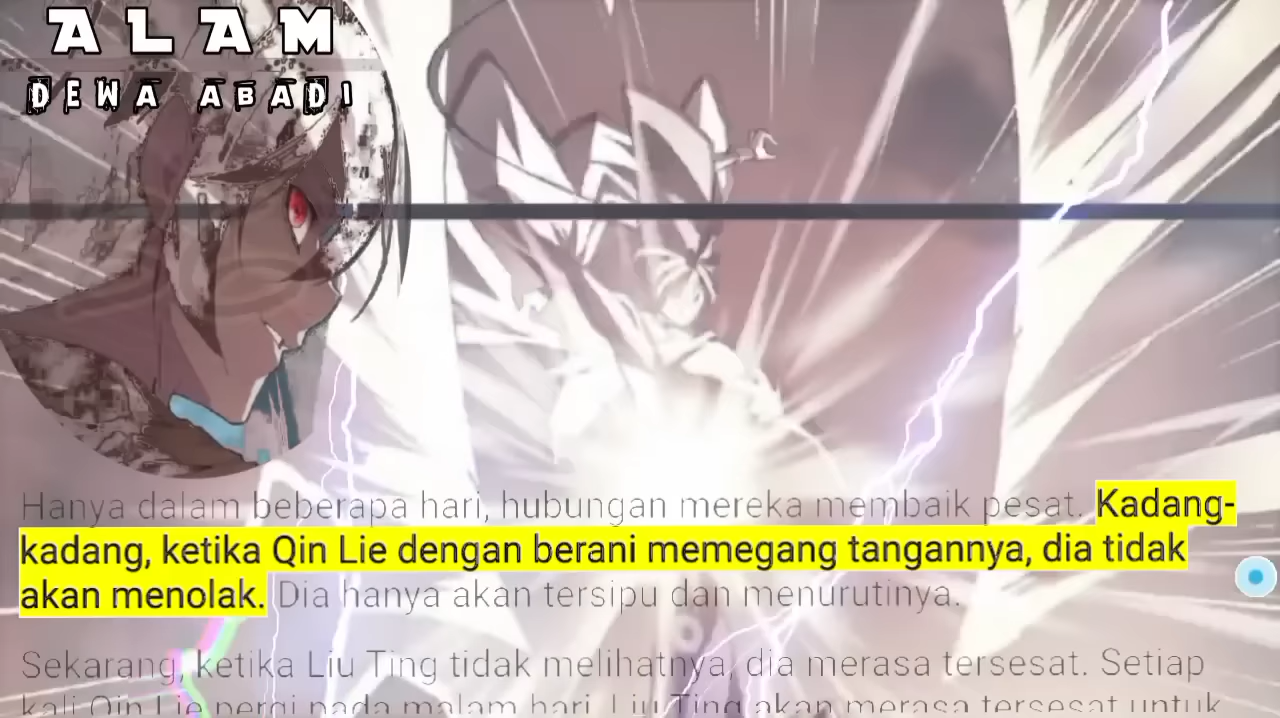 ALAM
DEWA ABADI
Hanya dalam beberapa hari, hubungan mereka membaik pesat. Kadang-
kadang, ketika Qin Lie dengan berani memegang tangannya, dia tidak
akan menolak. Dia hanya akan tersipu dan menurutinya.
Sekarang, ketika Liu Ting tidak melihatnya, dia merasa tersesat. Setiap
kali Qin Lie pergi pada malam hari, Liu Ting akan merasa tersesat untuk